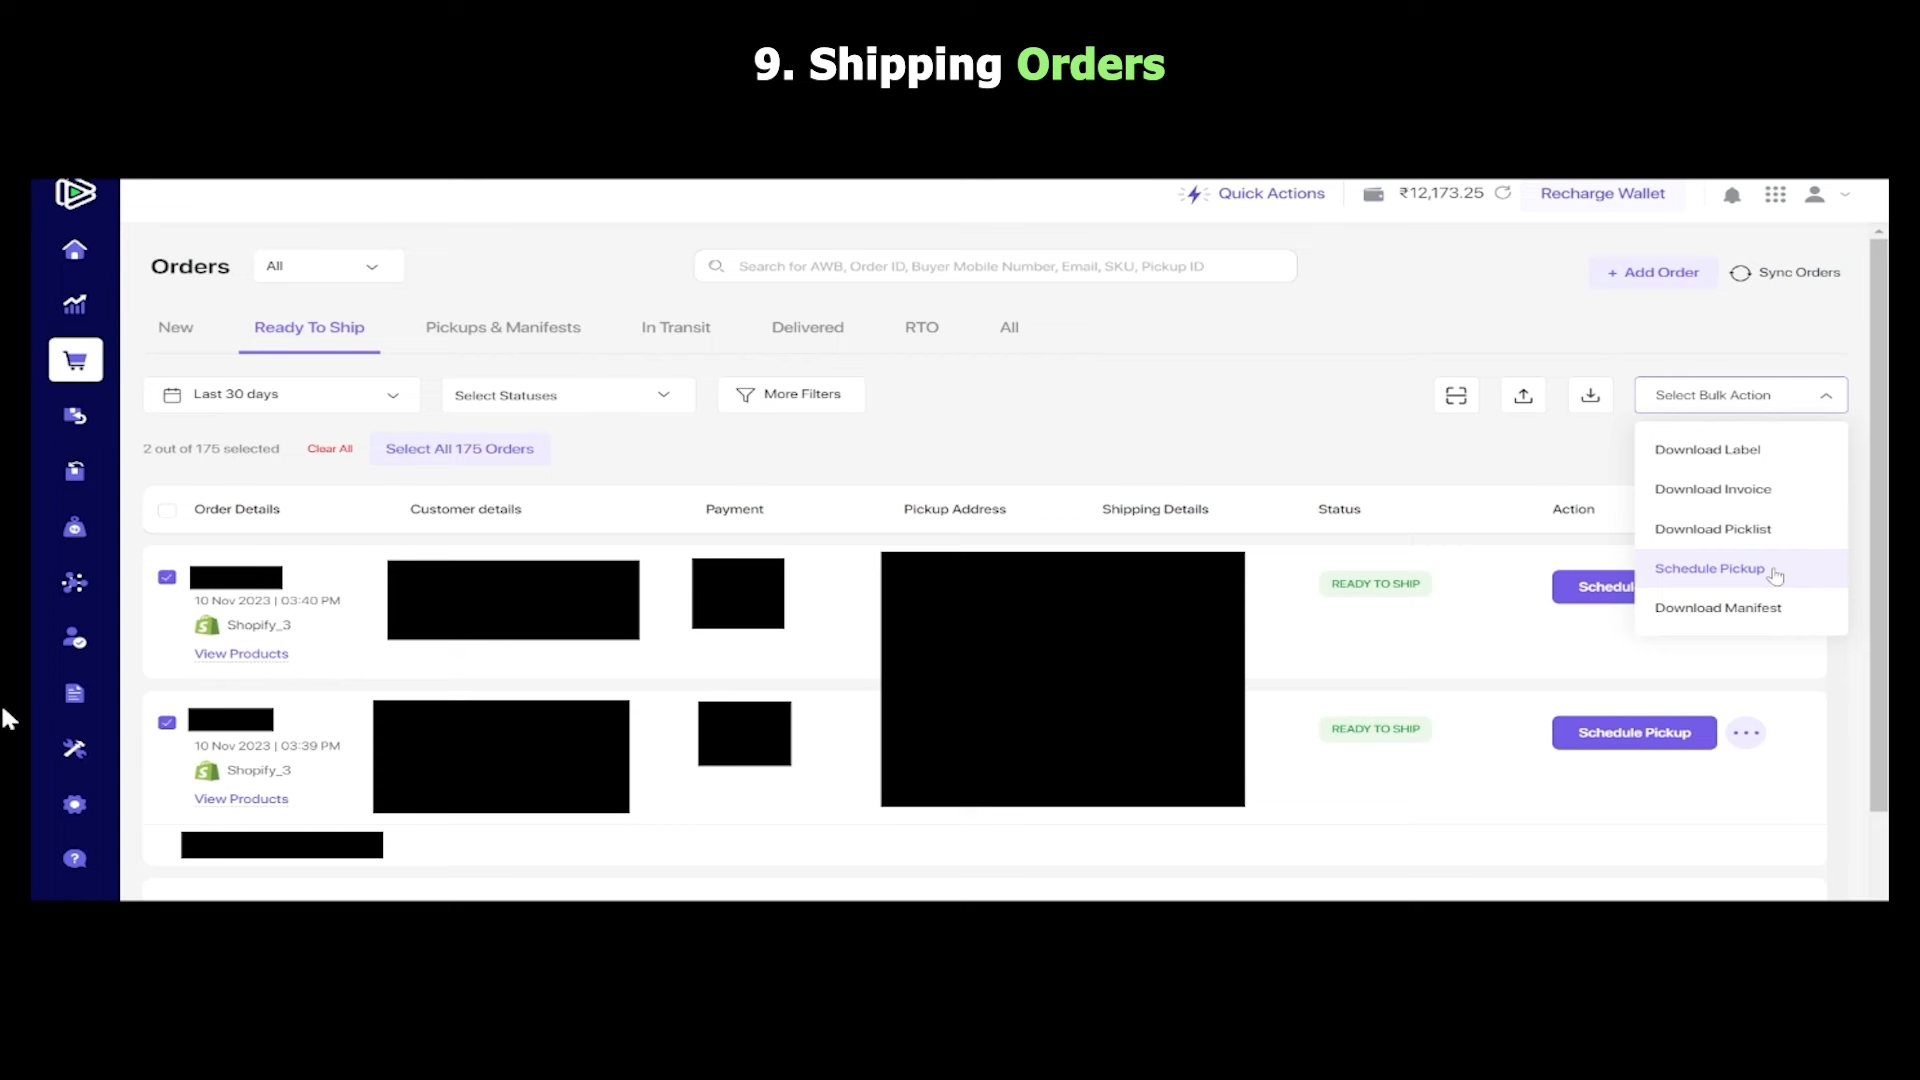 9. Shipping Orders
Quick Actions ₹12,173.25 Recharge Wallet
Orders All Search for AWB, Order ID, Buyer Mobile Number, Email, SKU, Pickup ID + Add Order Sync Orders
New Ready To Ship Pickups & Manifests In Transit Delivered RTO All
Last 30 days Select Statuses More Filters Select Bulk Action
2 out of 175 selected Clear All Select All 175 Orders
Download Label
Download Invoice
Download Picklist
Schedule Pickup
Download Manifest
Order Details Customer details Payment Pickup Address Shipping Details Status Action
10 Nov 2023 | 03:40 PM
Shopify_3
View Products
READY TO SHIP
Schedul
10 Nov 2023 | 03:39 PM
Shopify_3
View Products
READY TO SHIP
Schedule Pickup